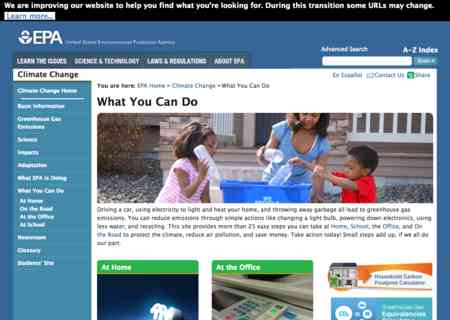 We are improving our website to help you find what you're looking for. During this transition some URLs may change.
Learn more...
EPA United States Environmental Protection Agency
Advanced Search A-Z Index
LEARN THE ISSUES SCIENCE & TECHNOLOGY LAWS & REGULATIONS ABOUT EPA
Climate Change
En Español Contact Us Share
You are here: EPA Home » Climate Change » What You Can Do
Climate Change Home
Basic Information
Greenhouse Gas
Emissions
Science
Impacts
Adaptation
What EPA is Doing
What You Can Do
At Home
On the Road
At the Office
At School
Newsroom
Glossary
Students' Site
What You Can Do
Driving a car, using electricity to light and heat your home, and throwing away garbage all lead to greenhouse gas
emissions. You can reduce emissions through simple actions like changing a light bulb, powering down electronics, using
less water, and recycling. This site provides more than 25 easy steps you can take at Home, School, the Office, and On
the Road to protect the climate, reduce air pollution, and save money. Take action today! Small steps add up, if we all do
our part.
At Home
At the Office
Household Carbon
Footprint Calculator
Greenhouse Gas
Equivalencies